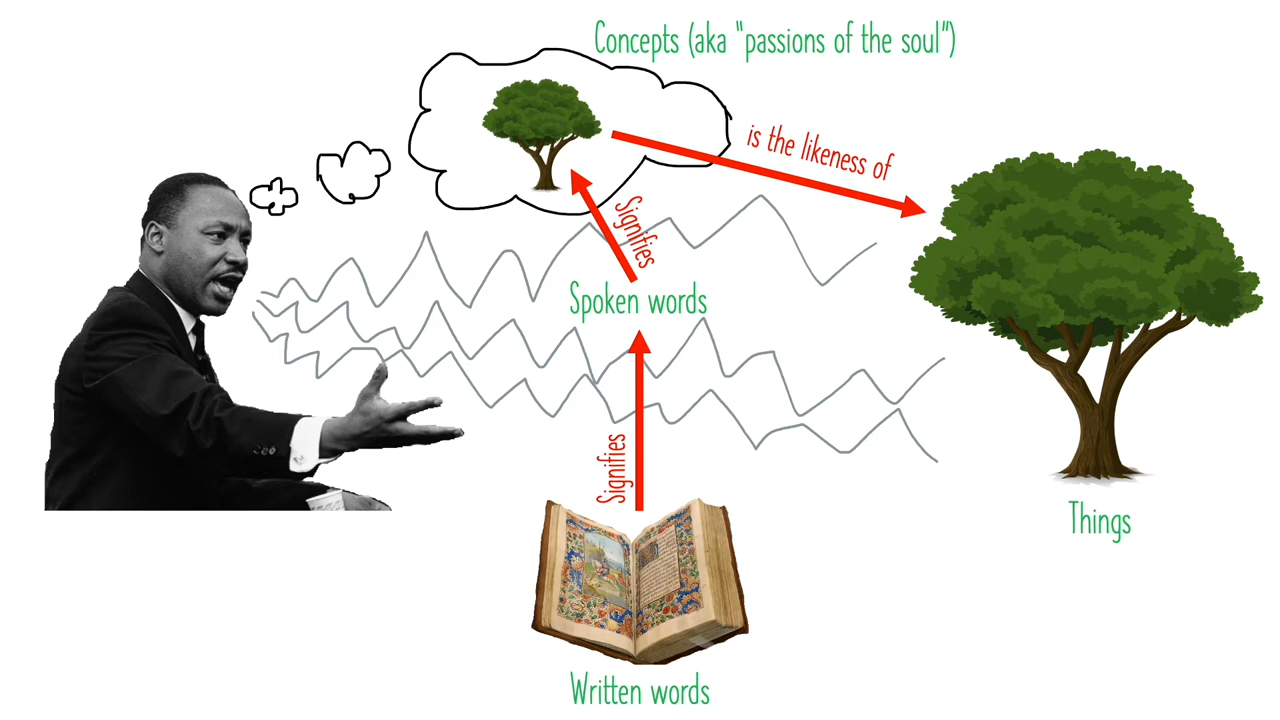 Concepts (aka "passions of the soul")
is the likeness of
Signifies
Spoken words
Signifies
Things
Written words